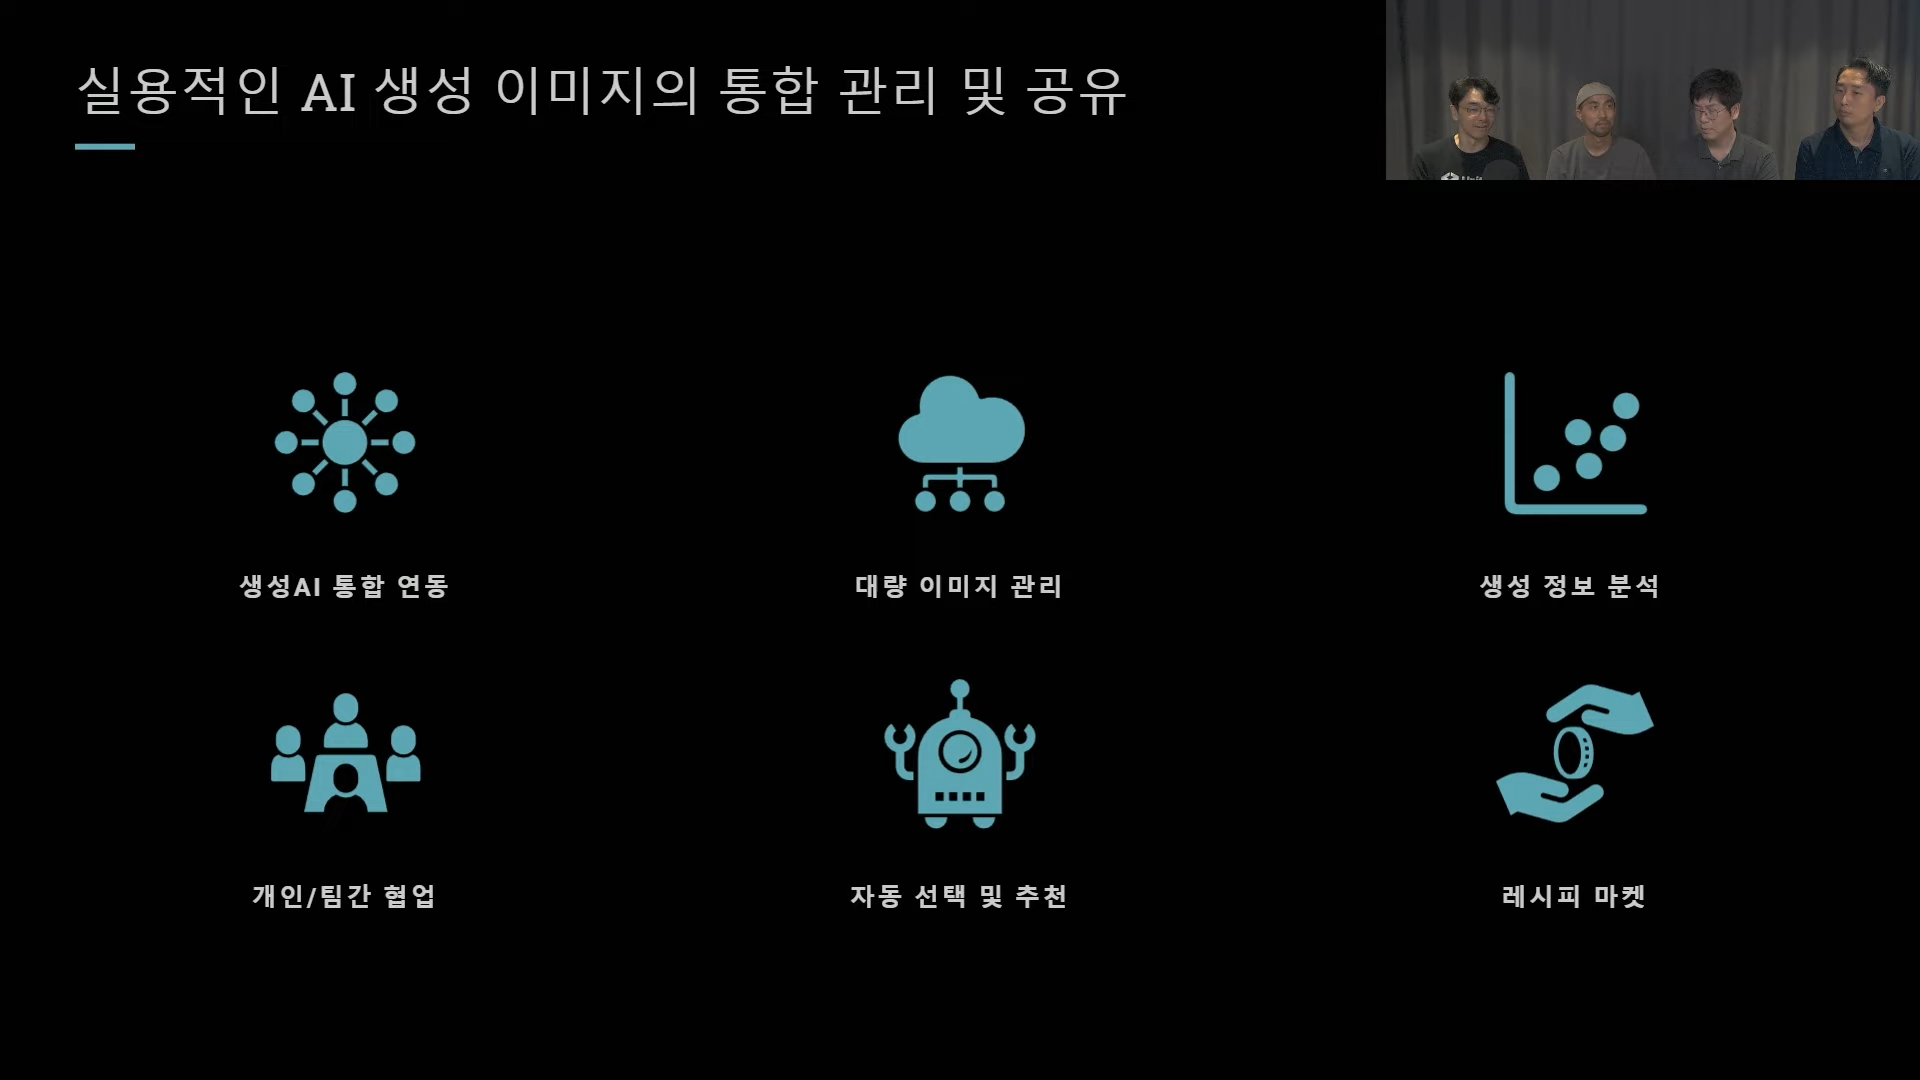 실용적인 AI 생성 이미지의 통합 관리 및 공유
생성AI 통합 연동
대량 이미지 관리
생성 정보 분석
개인/팀간 협업
자동 선택 및 추천
레시피 마켓